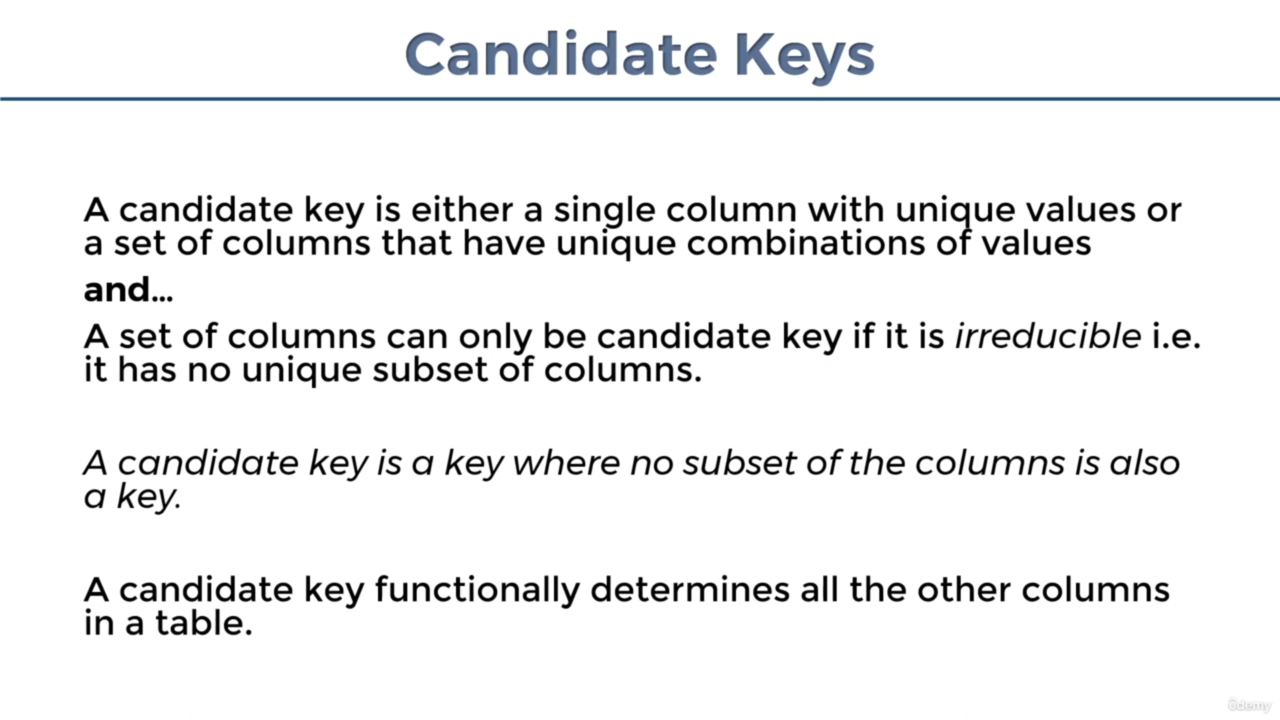 Candidate Keys
A candidate key is either a single column with unique values or
a set of columns that have unique combinations of values
and...
A set of columns can only be candidate key if it is irreducible i.e.
it has no unique subset of columns.
A candidate key is a key where no subset of the columns is also
a key.
A candidate key functionally determines all the other columns
in a table.
ûdemy